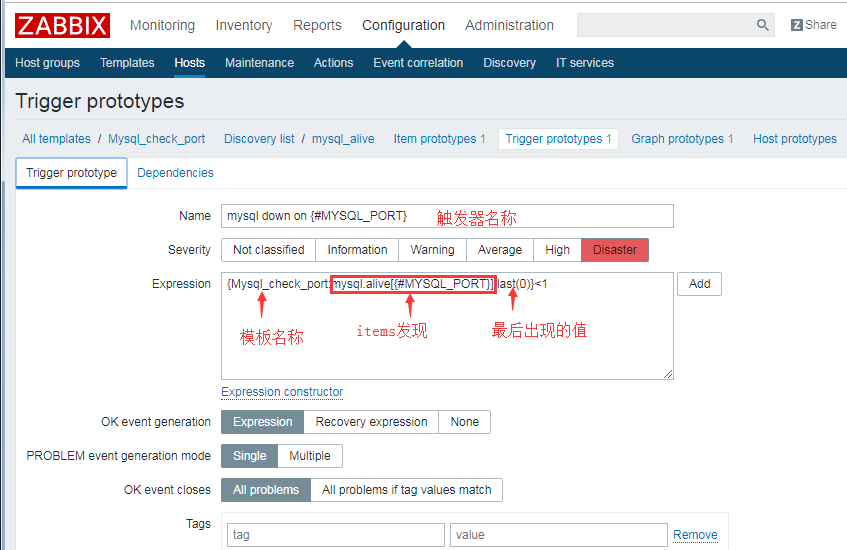 ZABBIX Monitoring Inventory Reports Configuration Administration Z Share
Host groups Templates Hosts Maintenance Actions Event correlation Discovery IT services
Trigger prototypes
All templates / Mysql_check_port Discovery list / mysql_alive Item prototypes 1 Trigger prototypes 1 Graph prototypes 1 Host prototypes
Trigger prototype Dependencies
Name mysql down on {#MYSQL_PORT} 触发器名称
Severity Not classified Information Warning Average High Disaster
Expression {Mysql_check_port:mysql.alive[{#MYSQL_PORT}].last(0)}<1 Add
模板名称 items发现 最后出现的值
Expression constructor
OK event generation Expression Recovery expression None
PROBLEM event generation mode Single Multiple
OK event closes All problems All problems if tag values match
Tags tag value Remove